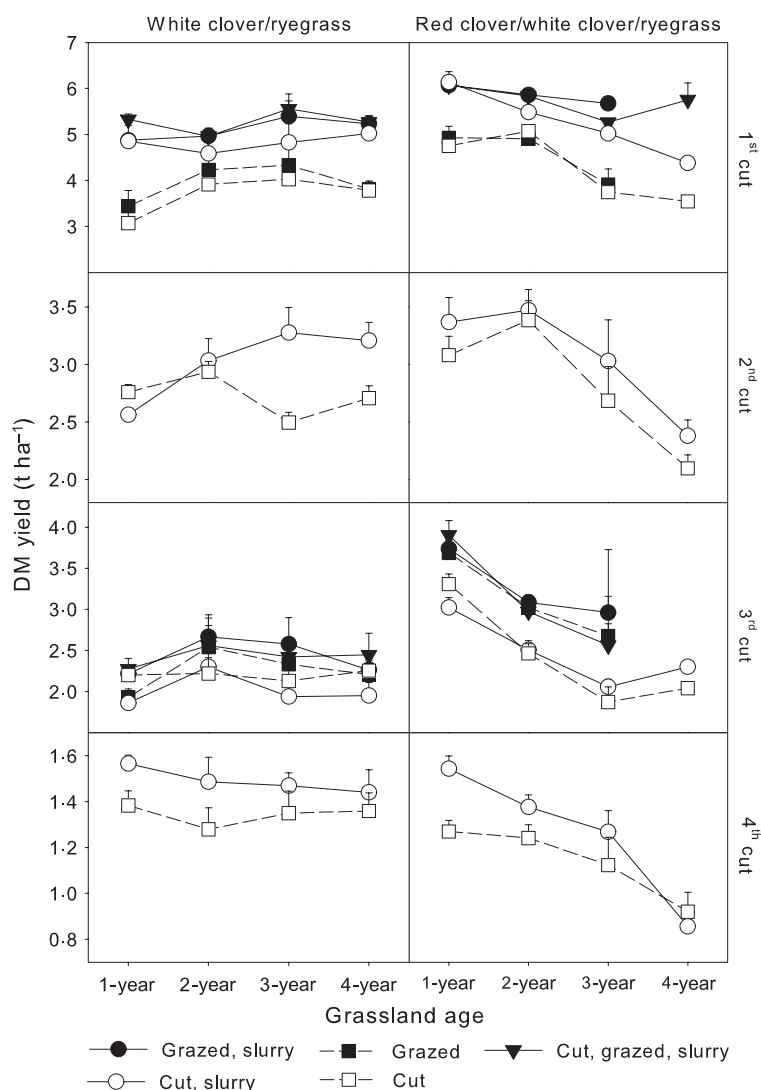 White clover/ryegrass
Red clover/white clover/ryegrass
DM yield (t ha⁻¹)
7
6
5
4
3
1st cut
3·5
3·0
2·5
2·0
2nd cut
4·0
3·5
3·0
2·5
2·0
3rd cut
1·6
1·4
1·2
1·0
0·8
4th cut
1-year 2-year 3-year 4-year 1-year 2-year 3-year 4-year
Grassland age
Grazed, slurry Grazed Cut, grazed, slurry
Cut, slurry Cut